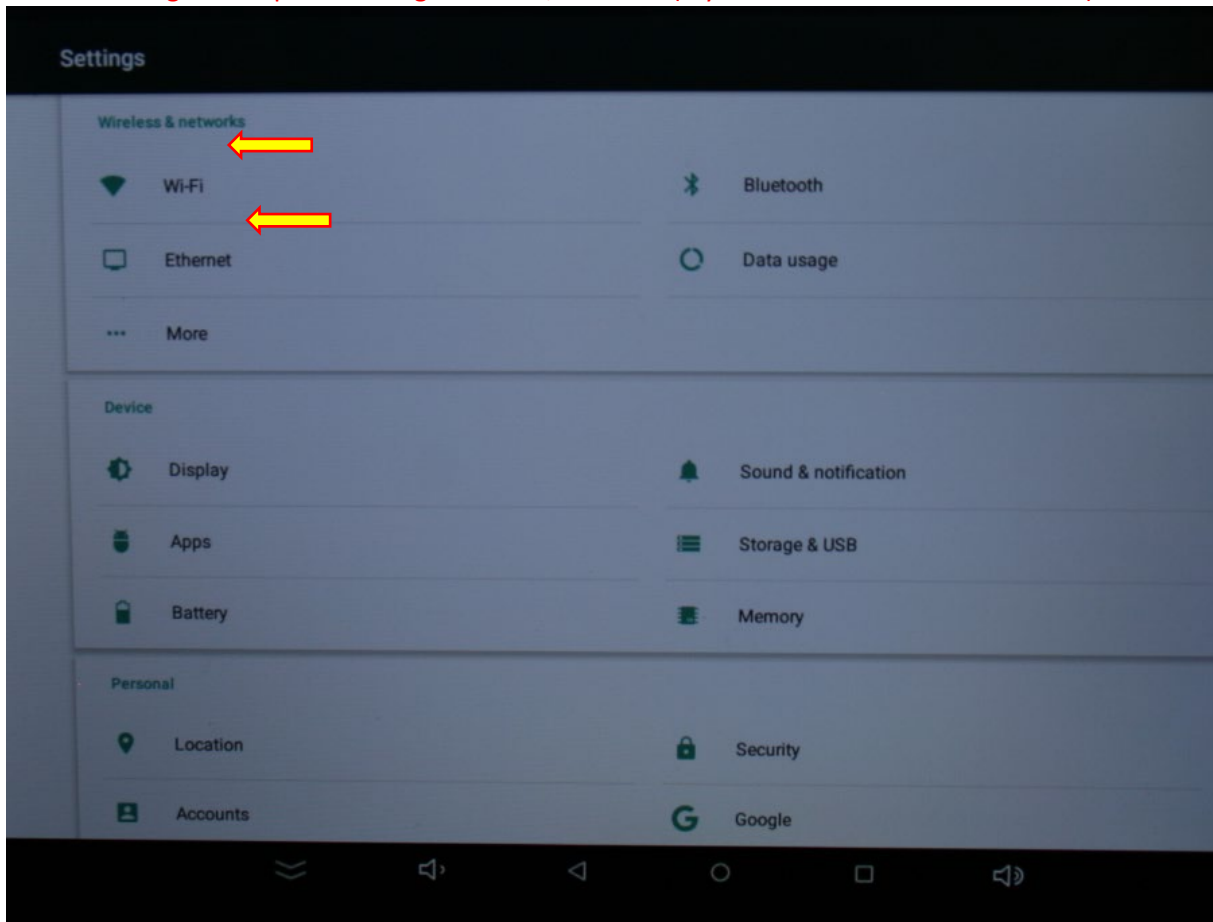 Settings
Wireless & networks
Wi-Fi
Bluetooth
Ethernet
Data usage
More
Device
Display
Sound & notification
Apps
Storage & USB
Battery
Memory
Personal
Location
Security
Accounts
Google